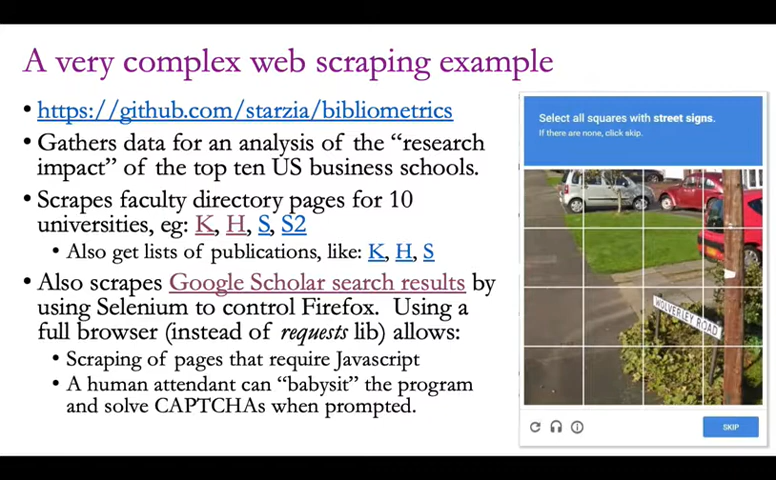 A very complex web scraping example
• https://github.com/starzia/bibliometrics
• Gathers data for an analysis of the “research
impact” of the top ten US business schools.
• Scrapes faculty directory pages for 10
universities, eg: K, H, S, S2
• Also get lists of publications, like: K, H, S
• Also scrapes Google Scholar search results by
using Selenium to control Firefox. Using a
full browser (instead of requests lib) allows:
• Scraping of pages that require Javascript
• A human attendant can “babysit” the program
and solve CAPTCHAs when prompted.
Select all squares with street signs.
If there are none, click skip.
WOLVERLEY ROAD
SKIP